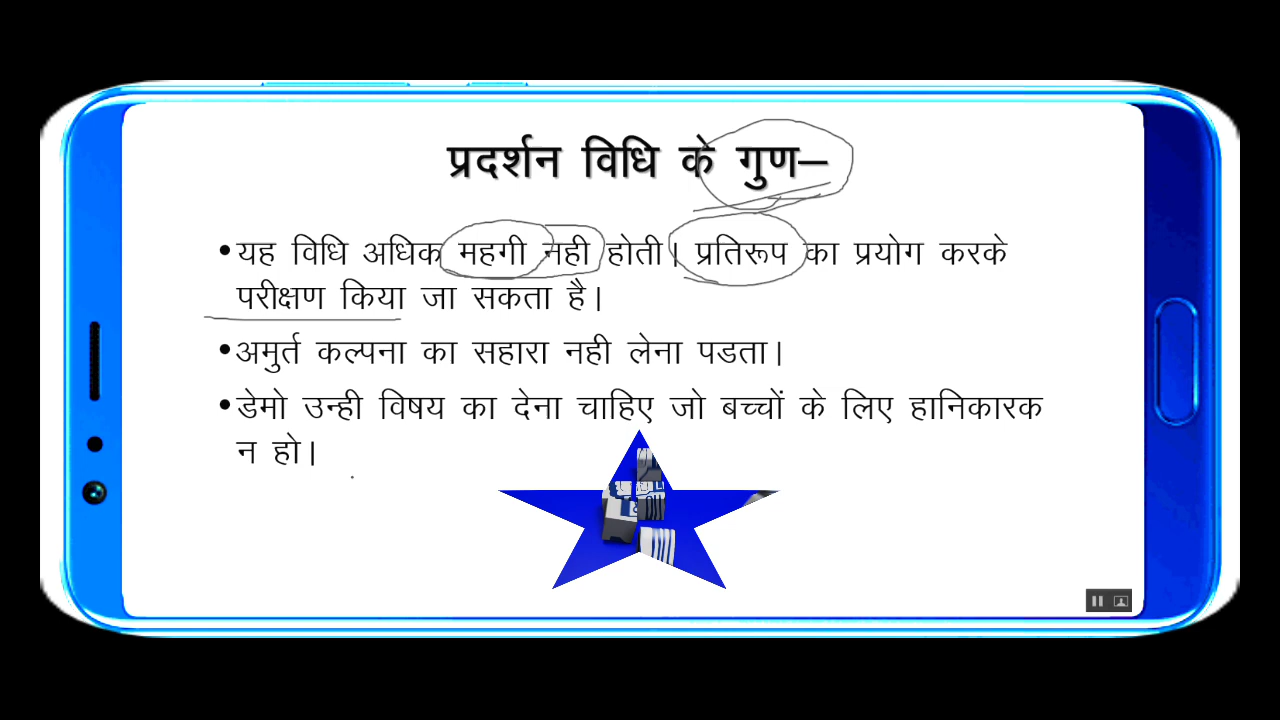 प्रदर्शन विधि के गुण–
•यह विधि अधिक महगी नही होती। प्रतिरूप का प्रयोग करके
परीक्षण किया जा सकता है।
•अमुर्त कल्पना का सहारा नही लेना पडता।
•डेमो उन्ही विषय का देना चाहिए जो बच्चों के लिए हानिकारक
न हो।